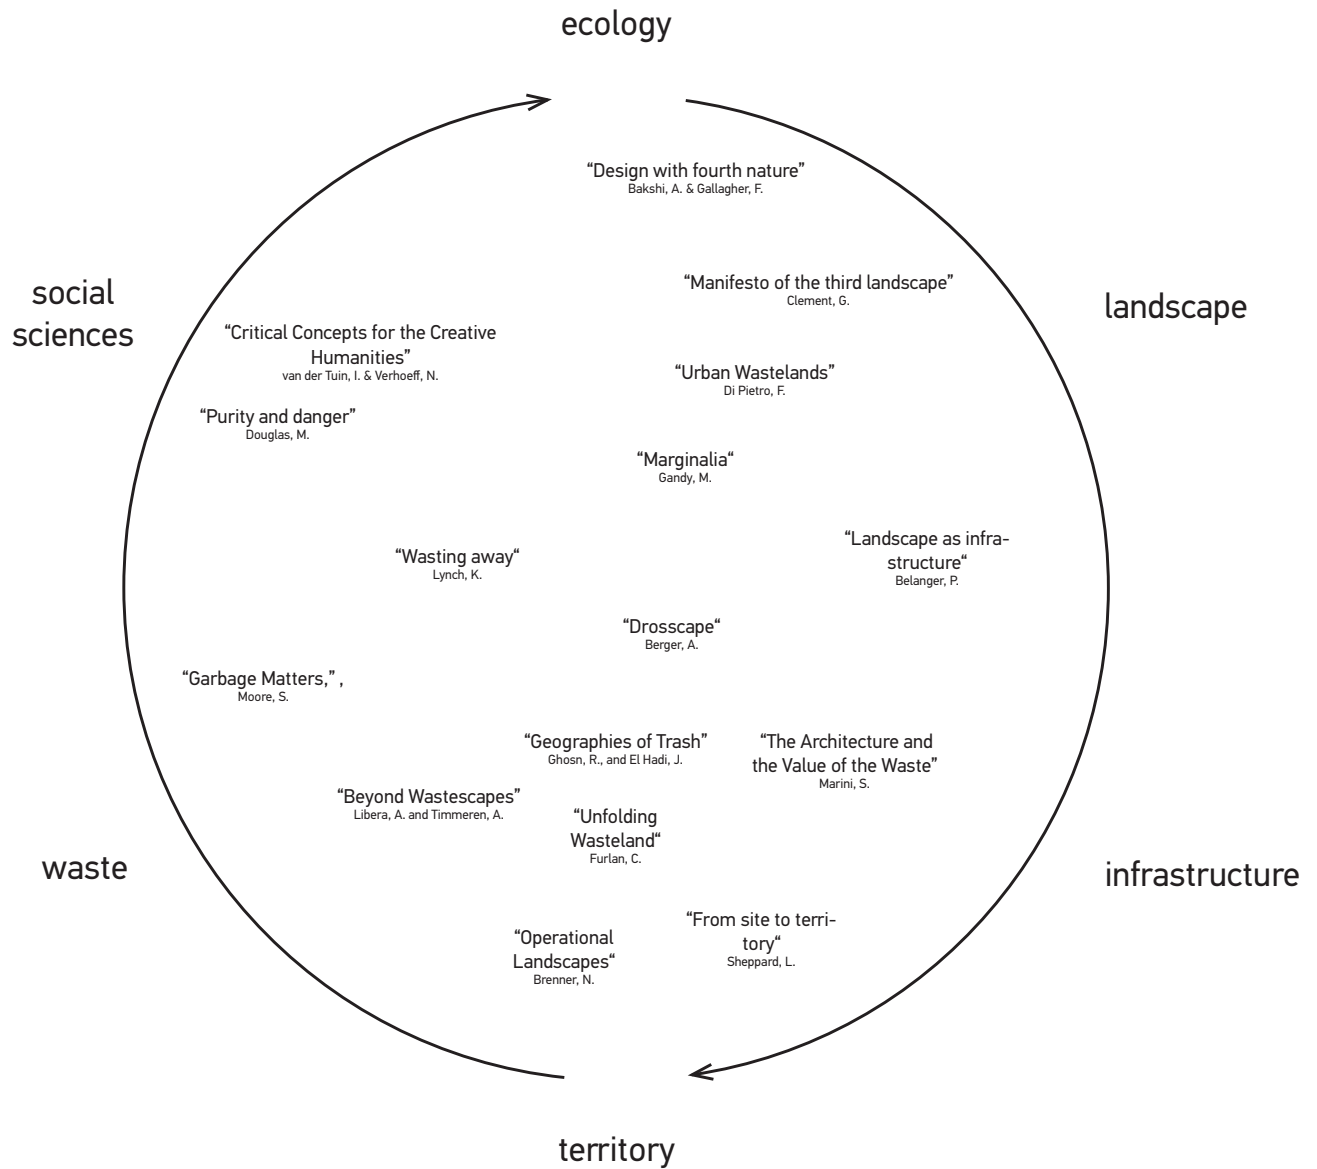 ecology
“Design with fourth nature”
Bakshi, A. & Gallagher, F.
“Manifesto of the third landscape”
Clement, G.
social
sciences
landscape
“Critical Concepts for the Creative
Humanities”
van der Tuin, I. & Verhoeff, N.
“Urban Wastelands”
Di Pietro, F.
“Purity and danger”
Douglas, M.
“Marginalia“
Gandy, M.
“Landscape as infra-
structure“
Belanger, P.
“Wasting away“
Lynch, K.
“Drosscape“
Berger, A.
“Garbage Matters,” ,
Moore, S.
“Geographies of Trash”
Ghosn, R., and El Hadi, J.
“The Architecture and
the Value of the Waste”
Marini, S.
“Beyond Wastescapes”
Libera, A. and Timmeren, A.
“Unfolding
Wasteland“
Furlan, C.
waste
infrastructure
“From site to terri-
tory“
Sheppard, L.
“Operational
Landscapes“
Brenner, N.
territory